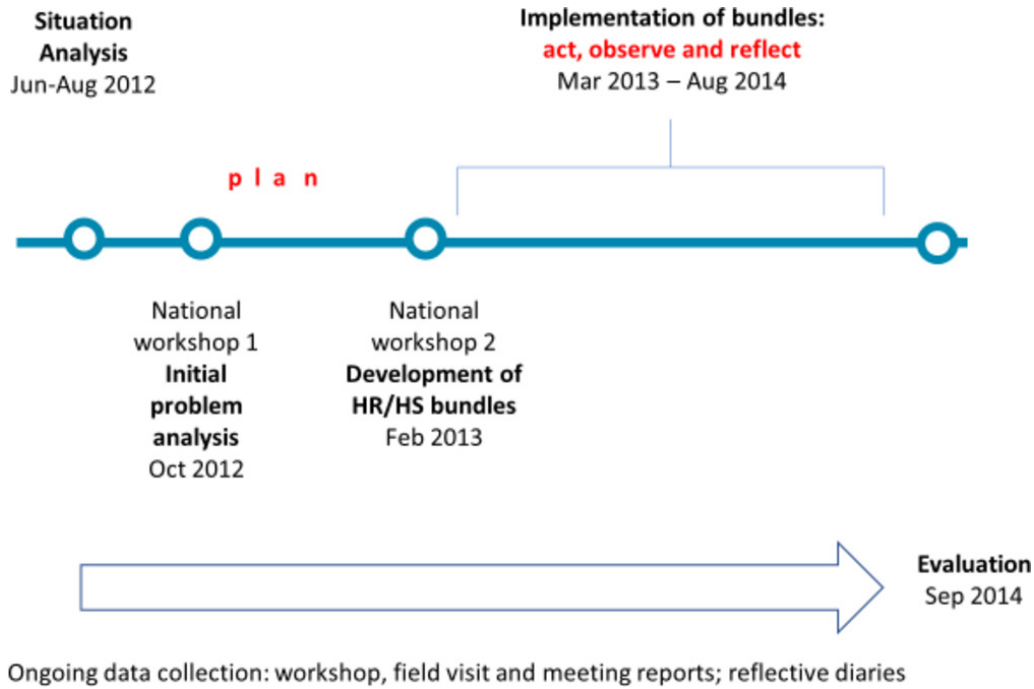 Situation
Analysis
Jun-Aug 2012
Implementation of bundles:
act, observe and reflect
Mar 2013 – Aug 2014
p l a n
National
workshop 1
Initial
problem
analysis
Oct 2012
National
workshop 2
Development of
HR/HS bundles
Feb 2013
Evaluation
Sep 2014
Ongoing data collection: workshop, field visit and meeting reports; reflective diaries